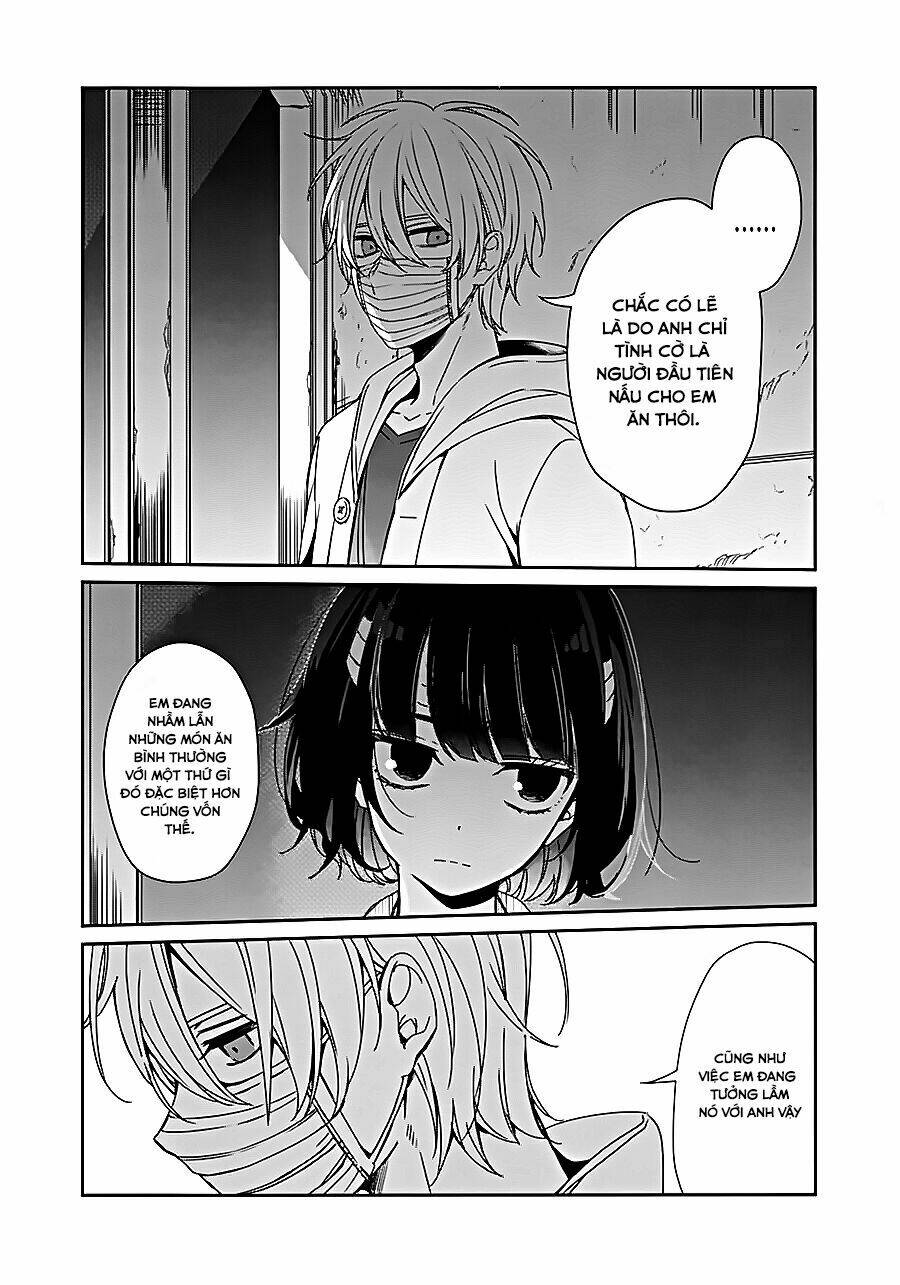 ......
CHẮC CÓ LẼ
LÀ DO ANH CHỈ
TÌNH CỜ LÀ
NGƯỜI ĐẦU TIÊN
NẤU CHO EM
ĂN THÔI.
EM ĐANG
NHẦM LẪN
NHỮNG MÓN ĂN
BÌNH THƯỜNG
VỚI MỘT THỨ GÌ
ĐÓ ĐẶC BIỆT HƠN
CHÚNG VỐN
THẾ.
CŨNG NHƯ
VIỆC EM ĐANG
TƯỞNG LẦM
NÓ VỚI ANH VẬY